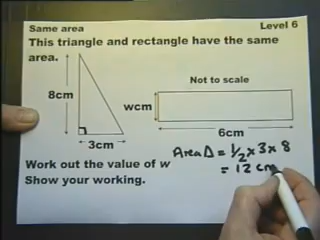 Same area
Level 6
This triangle and rectangle have the same
area.
8cm
3cm
Not to scale
wcm
6cm
Area Δ = 1/2 x 3 x 8
= 12 cm
Work out the value of w
Show your working.